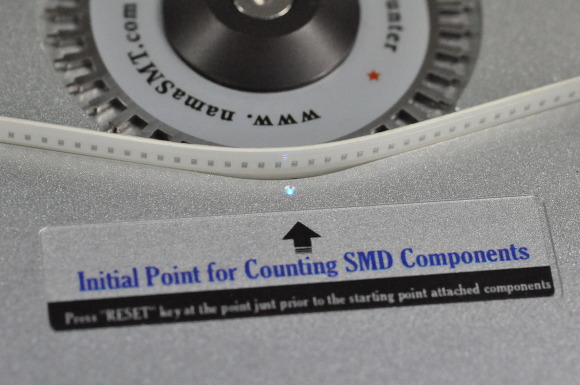 www.namaSMT.com
unter
Initial Point for Counting SMD Components
Press "RESET" key at the point just prior to the starting point attached components